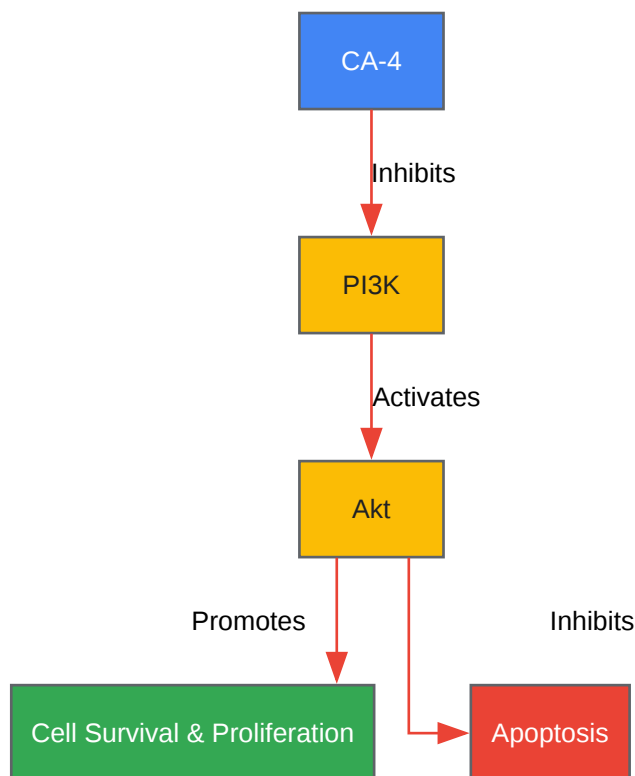 CA-4
Inhibits
PI3K
Activates
Akt
Promotes
Inhibits
Cell Survival & Proliferation
Apoptosis